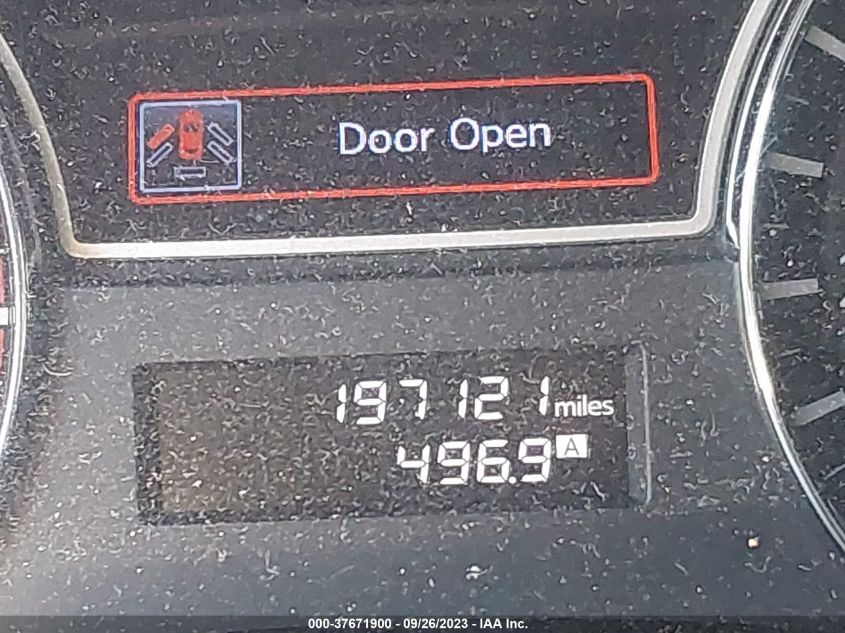 Door Open
197121 miles
496.9 A
000-37671900 - 09/26/2023 - IAA Inc.